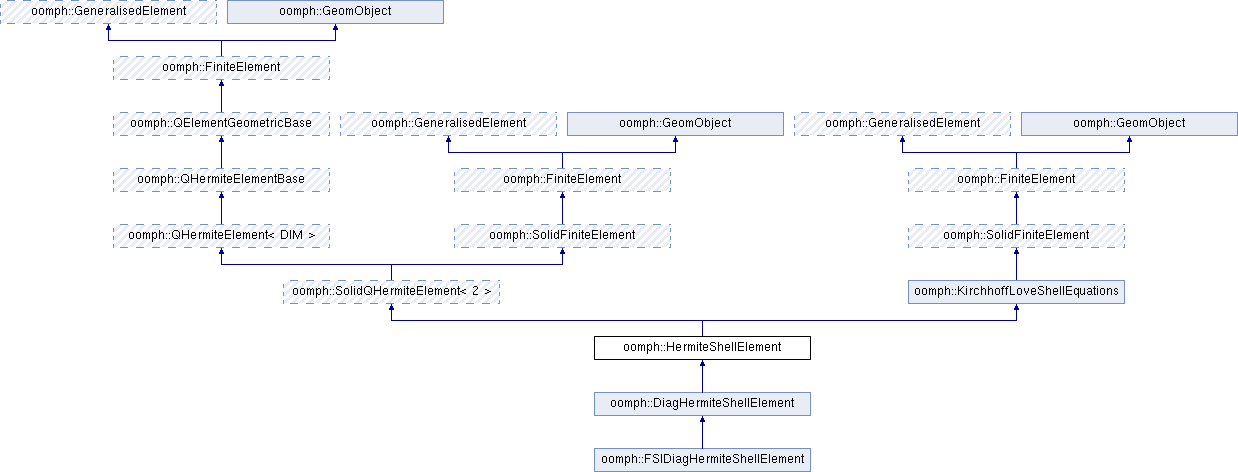 oomph::GeneralisedElement
oomph::GeomObject
oomph::FiniteElement
oomph::QElementGeometricBase
oomph::GeneralisedElement
oomph::GeomObject
oomph::GeneralisedElement
oomph::GeomObject
oomph::QHermiteElementBase
oomph::FiniteElement
oomph::FiniteElement
oomph::QHermiteElement< DIM >
oomph::SolidFiniteElement
oomph::SolidFiniteElement
oomph::SolidQHermiteElement< 2 >
oomph::KirchhoffLoveShellEquations
oomph::HermiteShellElement
oomph::DiagHermiteShellElement
oomph::FSIDiagHermiteShellElement